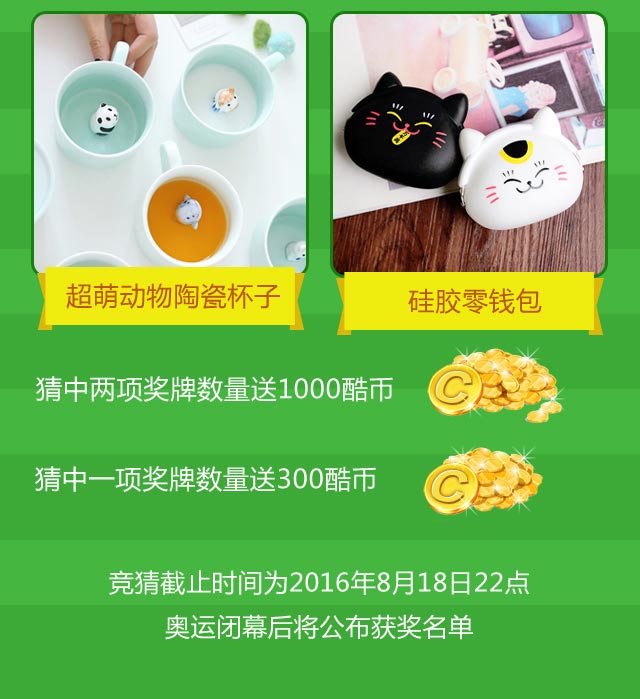 超萌动物陶瓷杯子
硅胶零钱包
猜中两项奖牌数量送1000酷币
C
猜中一项奖牌数量送300酷币
C
竞猜截止时间为2016年8月18日22点
奥运闭幕后将公布获奖名单